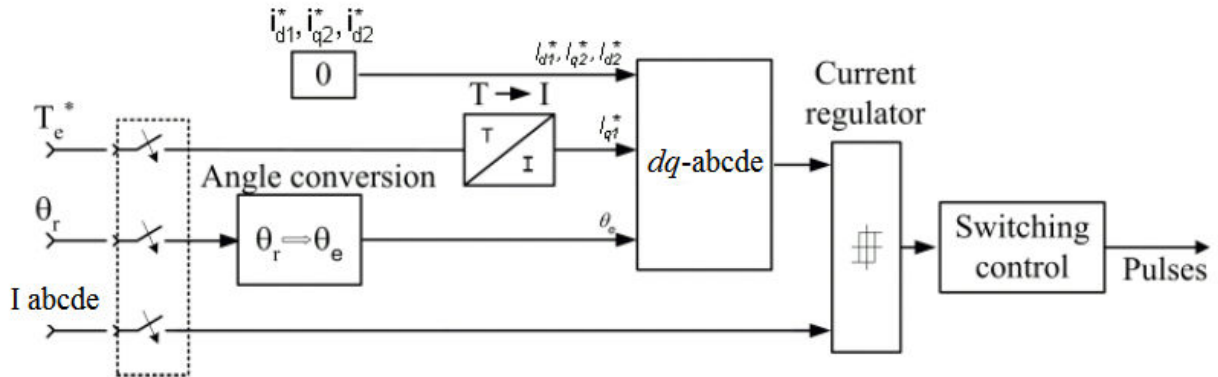 i*d1, i*q2, i*d2
0
I*d1, I*q2, I*d2
T → I
Te*
T
I
I*q1
Current
regulator
dq-abcde
Angle conversion
θr
θr ⇒ θe
θe
Switching
control
Pulses
I abcde